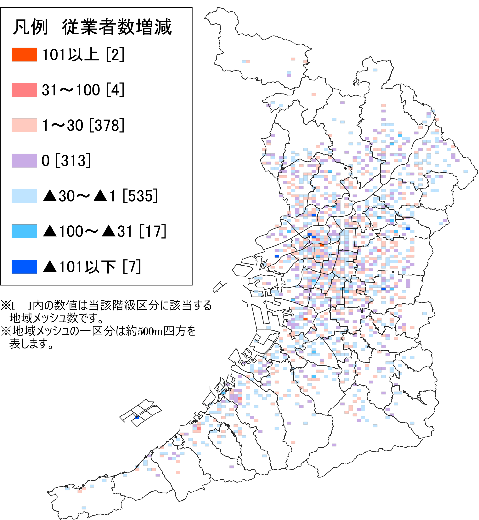 凡例 従業者数増減
101以上 [2]
31～100 [4]
1～30 [378]
0 [313]
▲30～▲1 [535]
▲100～▲31 [17]
▲101以下 [7]
※[ ]内の数値は当該階級区分に該当する
地域メッシュ数です。
※地域メッシュの一区分は約500m四方を
表します。